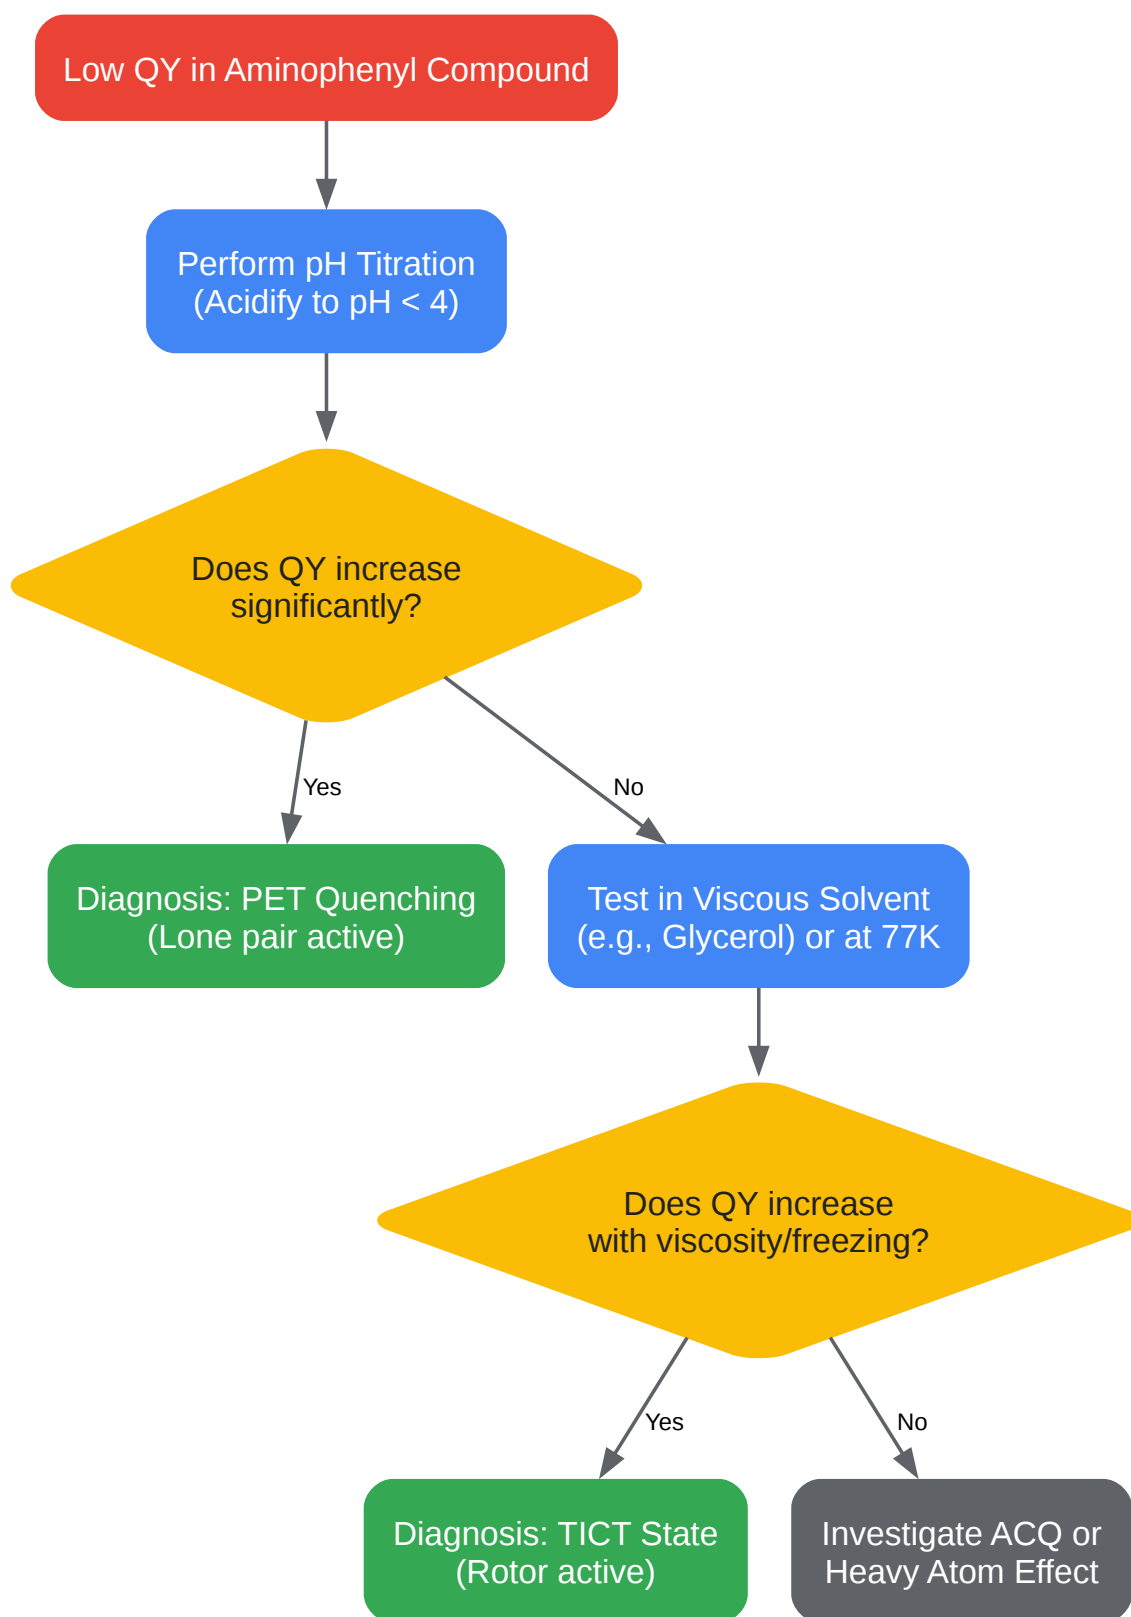 Low QY in Aminophenyl Compound
Perform pH Titration
(Acidify to pH < 4)
Does QY increase
significantly?
Yes
No
Diagnosis: PET Quenching
(Lone pair active)
Test in Viscous Solvent
(e.g., Glycerol) or at 77K
Does QY increase
with viscosity/freezing?
Yes
No
Diagnosis: TICT State
(Rotor active)
Investigate ACQ or
Heavy Atom Effect